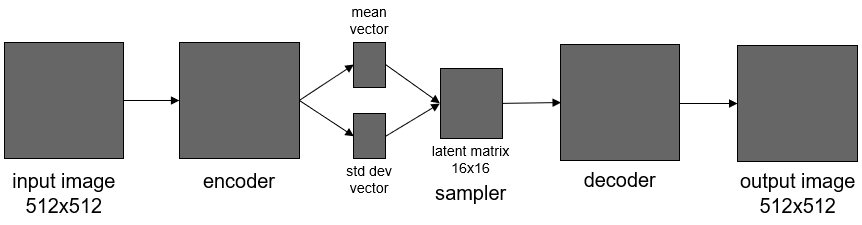 mean
vector
std dev
vector
latent matrix
16x16
sampler
input image
512x512
encoder
decoder
output image
512x512